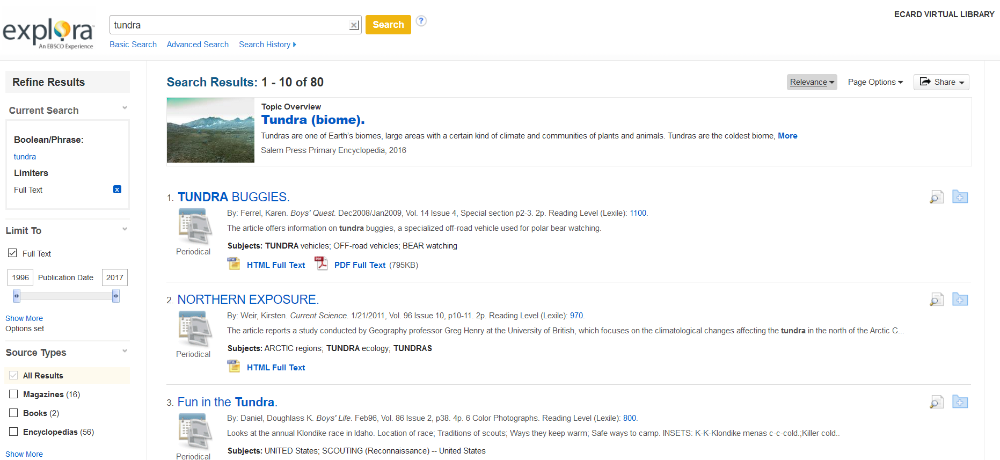 ECARD VIRTUAL LIBRARY
explora
An EBSCO Experience
tundra
Search
?
Basic Search Advanced Search Search History
Refine Results
Current Search
Boolean/Phrase:
tundra
Limiters
Full Text
x
Limit To
Full Text
1996 Publication Date 2017
Show More
Options set
Source Types
All Results
Magazines (16)
Books (2)
Encyclopedias (56)
Show More
Search Results: 1 - 10 of 80
Relevance Page Options Share
Topic Overview
Tundra (biome).
Tundras are one of Earth's biomes, large areas with a certain kind of climate and communities of plants and animals. Tundras are the coldest biome, More
Salem Press Primary Encyclopedia, 2016
1. TUNDRA BUGGIES.
By: Ferrel, Karen. Boys' Quest. Dec2008/Jan2009, Vol. 14 Issue 4, Special section p2-3. 2p. Reading Level (Lexile): 1100.
The article offers information on tundra buggies, a specialized off-road vehicle used for polar bear watching.
Periodical
Subjects: TUNDRA vehicles; OFF-road vehicles; BEAR watching
HTML Full Text PDF PDF Full Text (795KB)
2. NORTHERN EXPOSURE.
By: Weir, Kirsten. Current Science. 1/21/2011, Vol. 96 Issue 10, p10-11. 2p. Reading Level (Lexile): 970.
The article reports a study conducted by Geography professor Greg Henry at the University of British, which focuses on the climatological changes affecting the tundra in the north of the Arctic C...
Periodical
Subjects: ARCTIC regions; TUNDRA ecology; TUNDRAS
HTML Full Text
3. Fun in the Tundra.
By: Daniel, Doughlass K. Boys' Life. Feb96, Vol. 86 Issue 2, p38. 4p. 6 Color Photographs. Reading Level (Lexile): 800.
Looks at the annual Klondike race in Idaho. Location of race; Traditions of scouts; Ways they keep warm; Safe ways to camp. INSETS: K-K-Klondike menas c-c-cold.;Killer cold..
Periodical
Subjects: UNITED States; SCOUTING (Reconnaissance) -- United States